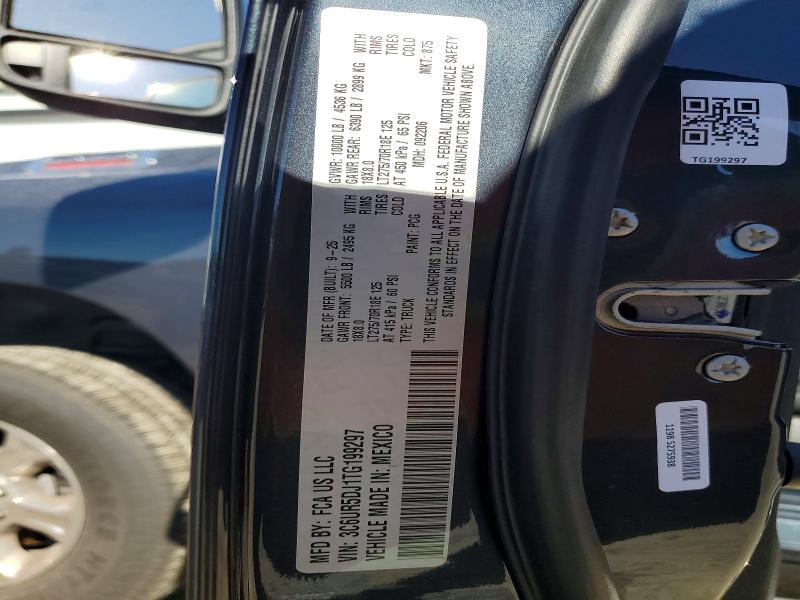 MFD BY: FCA US LLC
VIN: 3C6UR5DJ1TG199297
VEHICLE MADE IN: MEXICO
DATE OF MFR (BUILT): 9-25
GVWR: 10000 LB / 4536 KG
GAWR FRONT: 5500 LB / 2495 KG WITH
GAWR REAR: 6390 LB / 2899 KG WITH
18X8.0 RIMS
18X8.0 RIMS
LT275/70R18E 125 TIRES
LT275/70R18E 125 TIRES
AT 415 kPa / 60 PSI COLD
AT 450 kPa / 65 PSI COLD
TYPE: TRUCK
PAINT: PCG
MDH: 092206
MKT: 875
THIS VEHICLE CONFORMS TO ALL APPLICABLE U.S.A. FEDERAL MOTOR VEHICLE SAFETY
STANDARDS IN EFFECT ON THE DATE OF MANUFACTURE SHOWN ABOVE.
TG199297